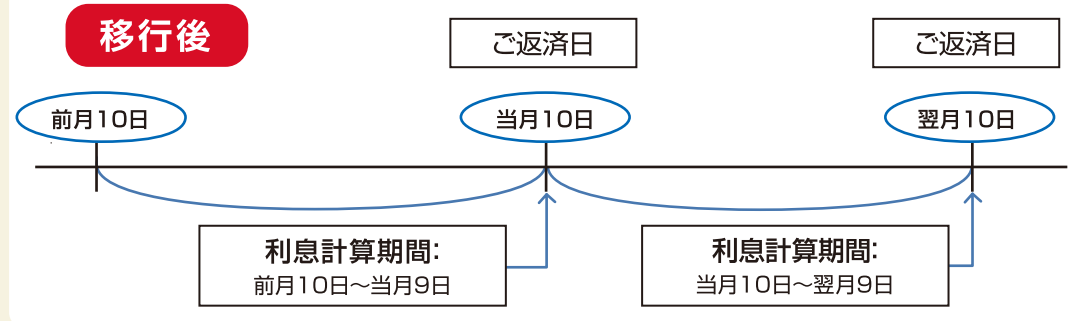 移行後
ご返済日
ご返済日
前月10日
当月10日
翌月10日
利息計算期間:
前月10日~当月9日
利息計算期間:
当月10日~翌月9日